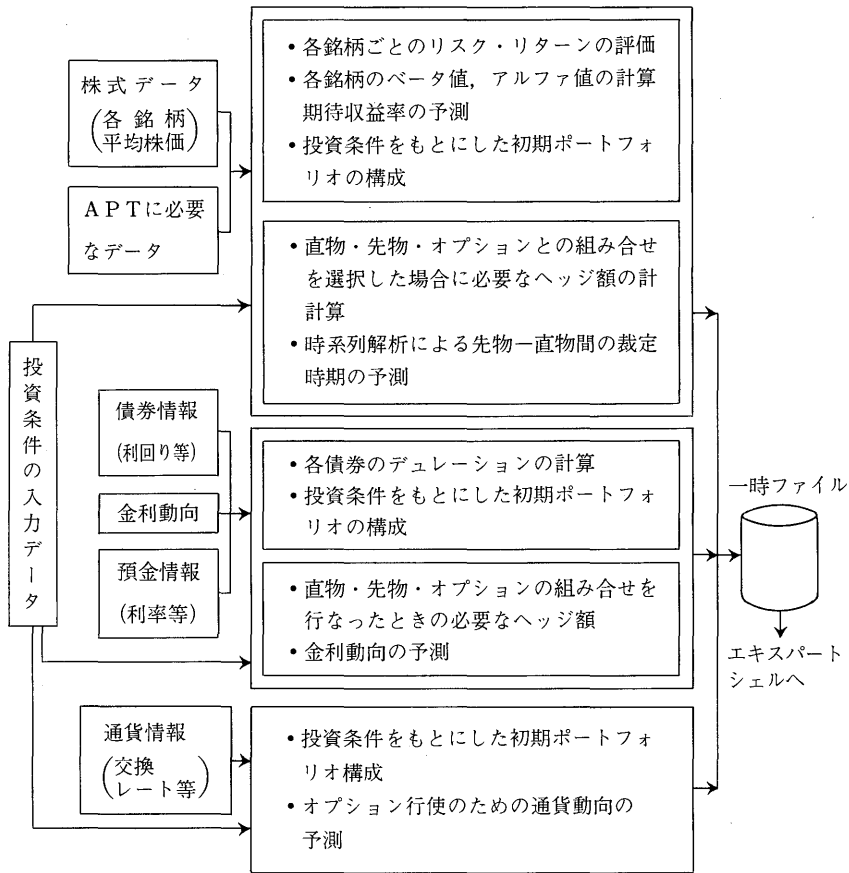 株式データ
(各銘柄
平均株価)
APTに必要
なデータ
・各銘柄ごとのリスク・リターンの評価
・各銘柄のベータ値，アルファ値の計算
期待収益率の予測
・投資条件をもとにした初期ポートフォ
リオの構成
・直物・先物・オプションとの組み合せ
を選択した場合に必要なヘッジ額の計
計算
・時系列解析による先物ー直物間の裁定
時期の予測
投資条件の入力データ
債券情報
(利回り等)
金利動向
預金情報
(利率等)
・各債券のデュレーションの計算
・投資条件をもとにした初期ポートフォ
リオの構成
・直物・先物・オプションの組み合せを
行なったときの必要なヘッジ額
・金利動向の予測
一時ファイル
エキスパート
シェルへ
通貨情報
(交換
レート等)
・投資条件をもとにした初期ポートフォ
リオ構成
・オプション行使のための通貨動向の
予測